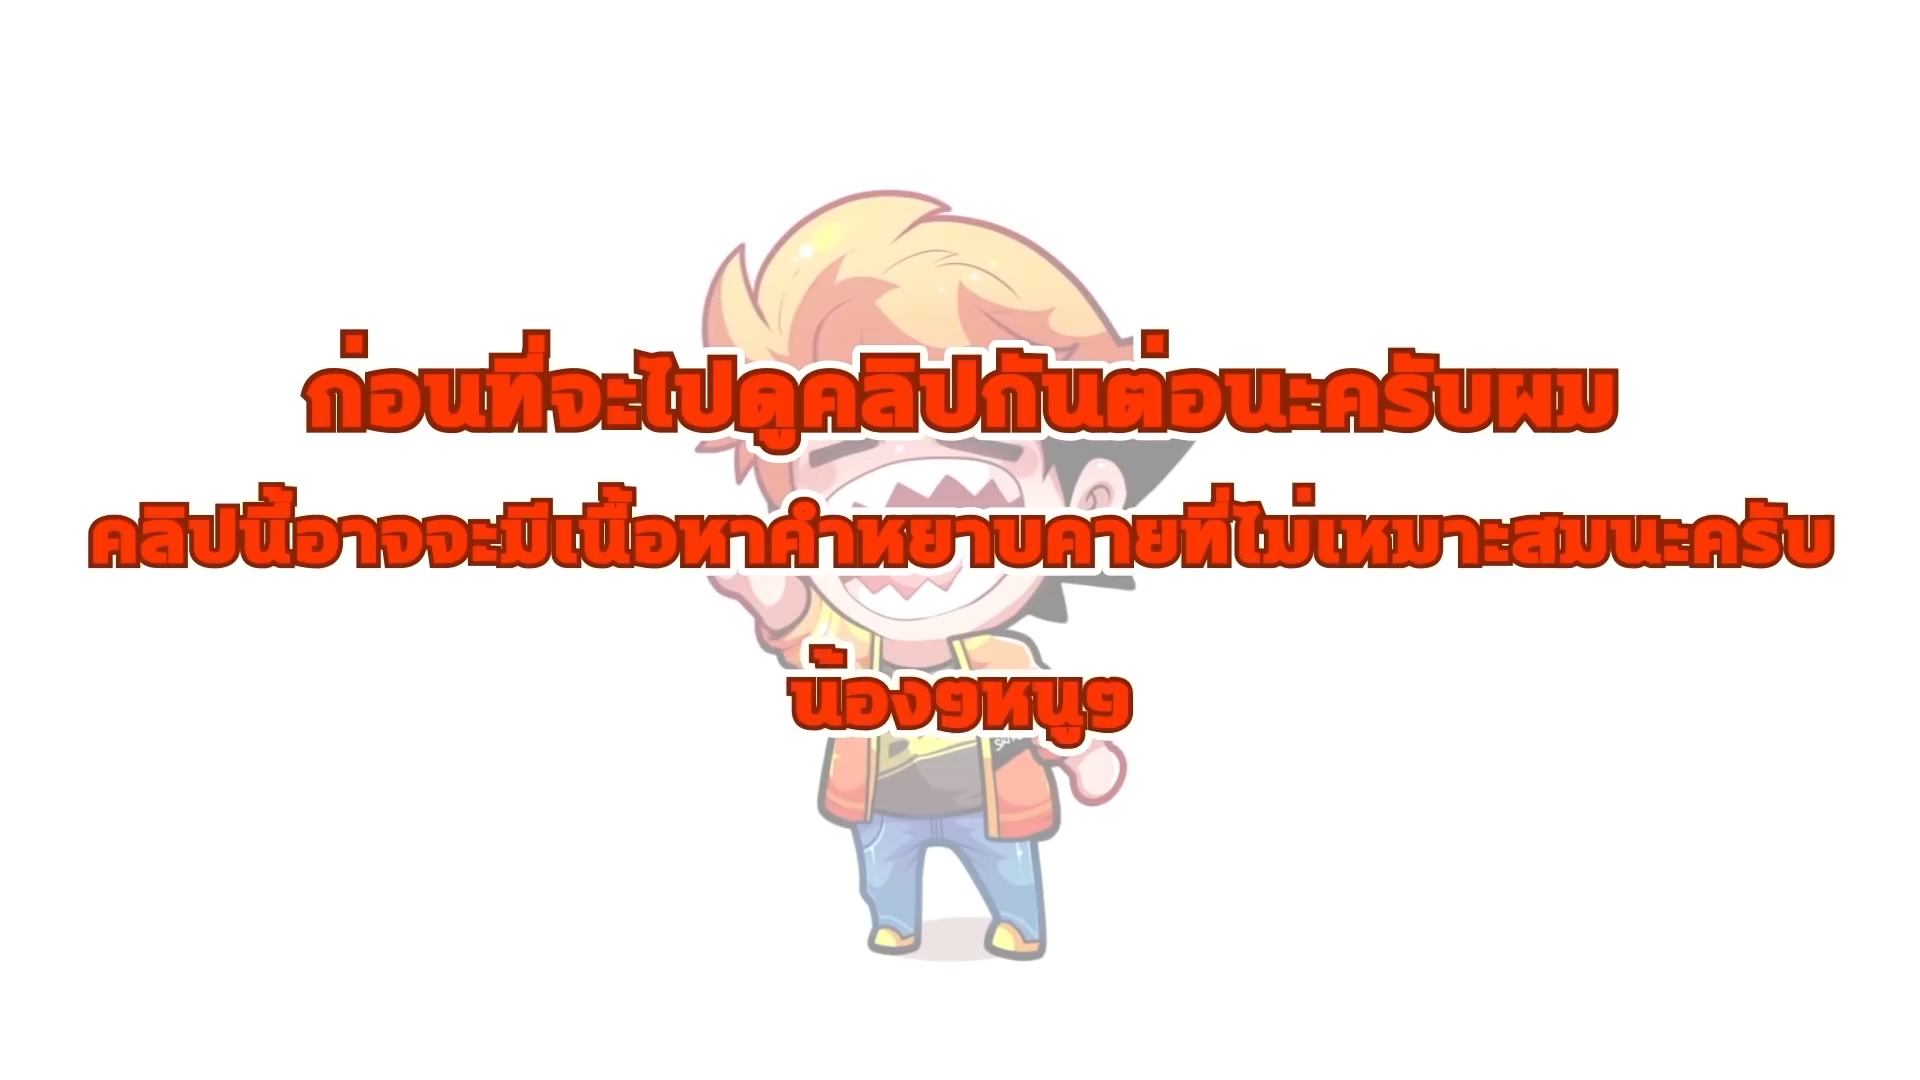 ก่อนที่จะไปดูคลิปกันต่อนะครับผม
คลิปนี้อาจจะมีเนื้อหาคำหยาบคายที่ไม่เหมาะสมนะครับ
น้องๆหนูๆ